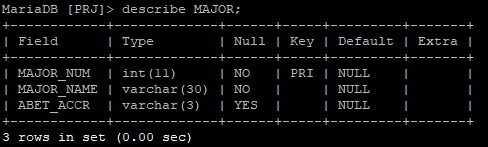 MariaDB [PRJ]> describe MAJOR;
+------------+-------------+------+-----+---------+-------+
| Field      | Type        | Null | Key | Default | Extra |
+------------+-------------+------+-----+---------+-------+
| MAJOR_NUM  | int(11)     | NO   | PRI | NULL    |       |
| MAJOR_NAME | varchar(30) | NO   |     | NULL    |       |
| ABET_ACCR  | varchar(3)  | YES  |     | NULL    |       |
+------------+-------------+------+-----+---------+-------+
3 rows in set (0.00 sec)